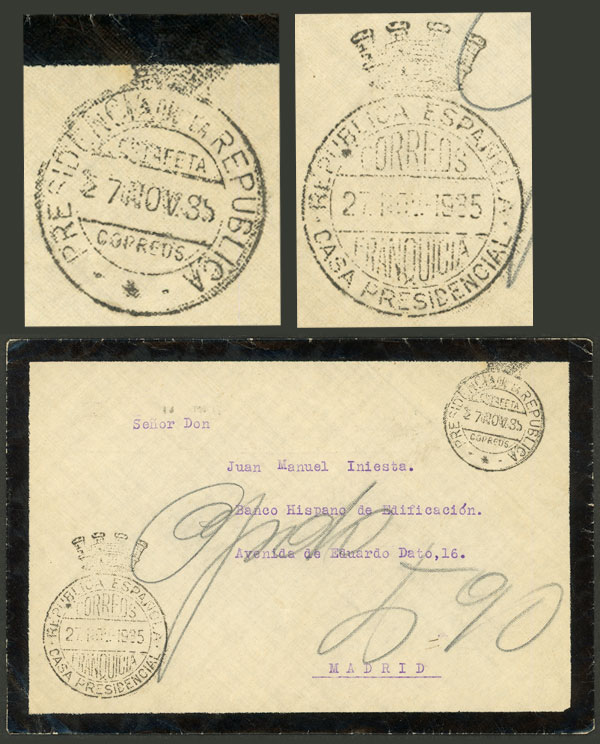 PRESIDENCIA DE LA REPUBLICA
ESTAFETA
27 NOV. 35
CORREOS
REPUBLICA ESPAÑOLA
CORREOS
27. NOV. 1935
FRANQUICIA
CASA PRESIDENCIAL
PRESIDENCIA DE LA REPUBLICA
ESTAFETA
27 NOV. 35
CORREOS
Señor Don
Juan Manuel Iniesta.
Banco Hispano de Edificación.
Avenida de Eduardo Dato,16.
590
REPUBLICA ESPAÑOLA
CORREOS
27. NOV. 1935
FRANQUICIA
CASA PRESIDENCIAL
MADRID